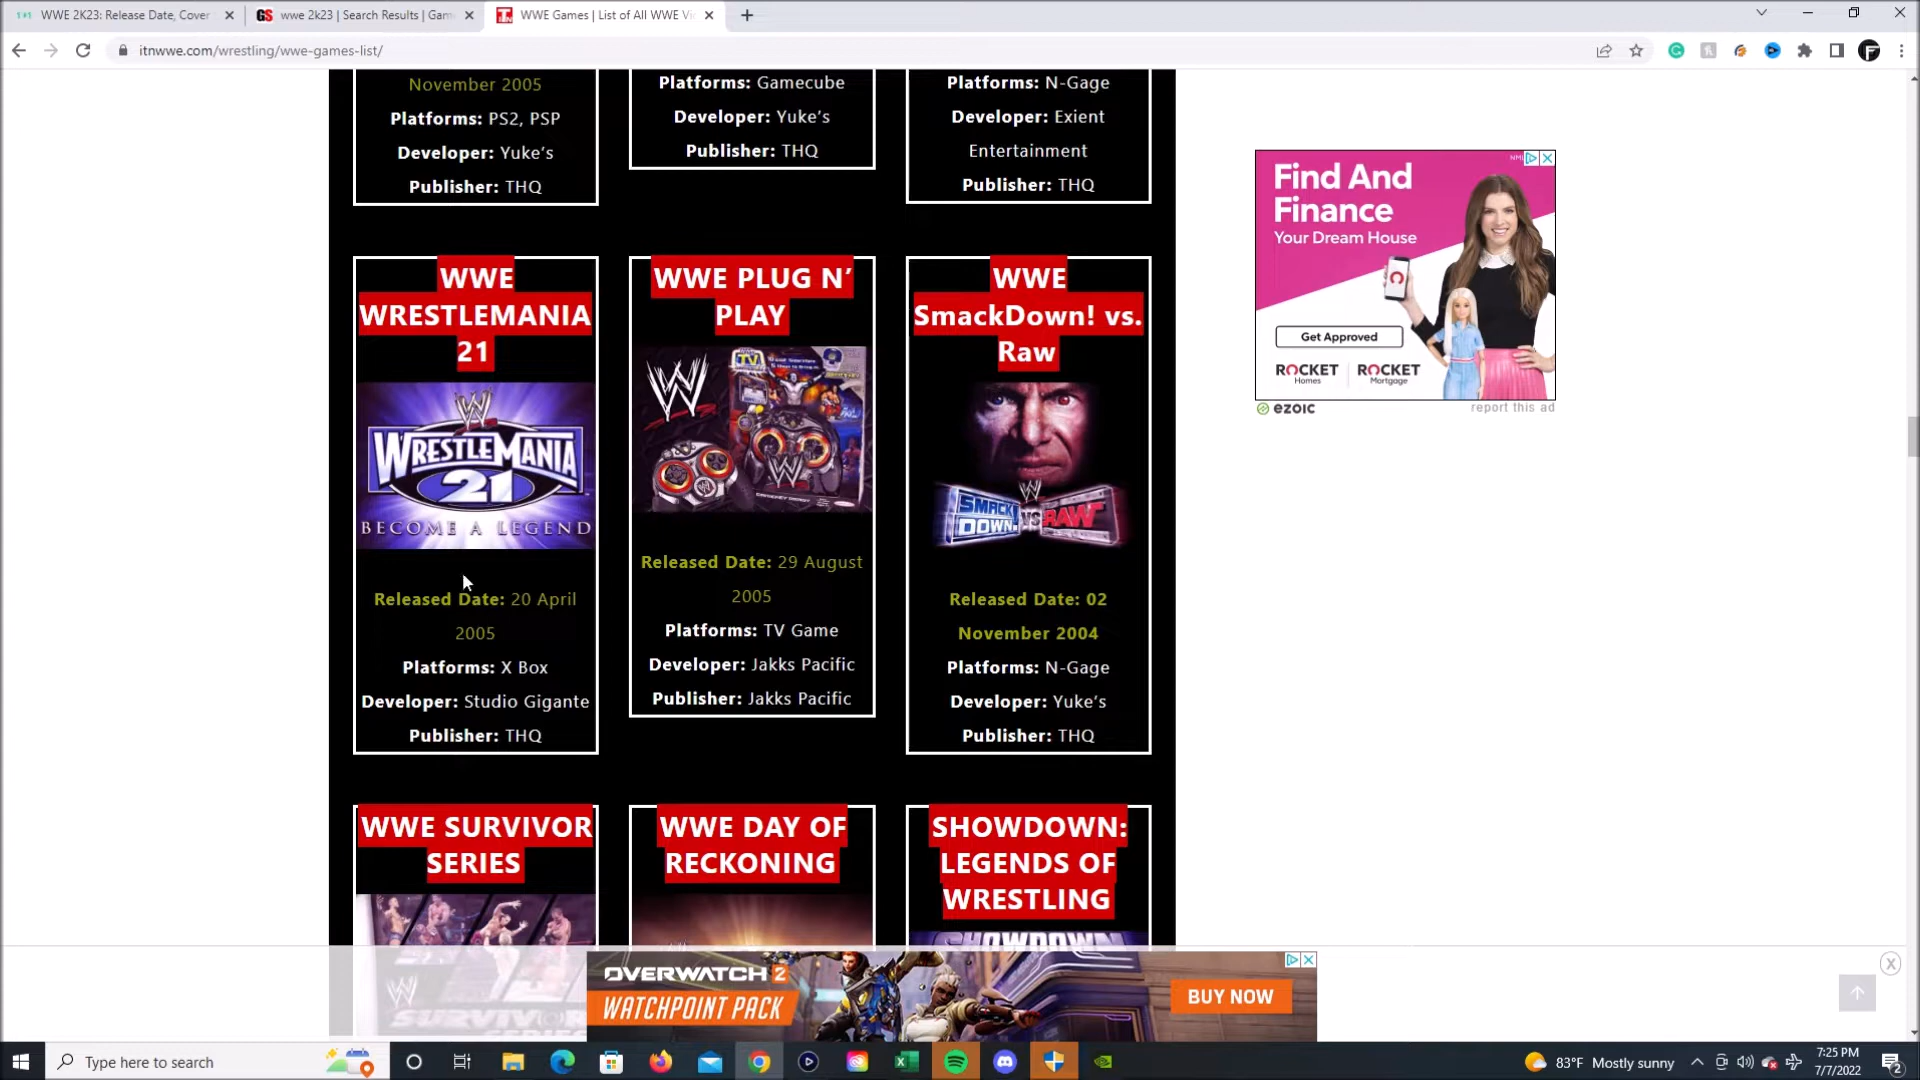 WWE 2K23: Release Date, Cover
wwe 2k23 | Search Results | Gam
WWE Games | List of All WWE Vi
itnwwe.com/wrestling/wwe-games-list/
November 2005
Platforms: PS2, PSP
Developer: Yuke's
Publisher: THQ
Platforms: Gamecube
Developer: Yuke's
Publisher: THQ
Platforms: N-Gage
Developer: Exient
Entertainment
Publisher: THQ
WWE
WRESTLEMANIA
21
WRESTLEMANIA
21
BECOME A LEGEND
Released Date: 20 April
2005
Platforms: X Box
Developer: Studio Gigante
Publisher: THQ
WWE PLUG N’
PLAY
TV
Released Date: 29 August
2005
Platforms: TV Game
Developer: Jakks Pacific
Publisher: Jakks Pacific
WWE
SmackDown! vs.
Raw
SMACK
DOWN! VS RAW
Released Date: 02
November 2004
Platforms: N-Gage
Developer: Yuke's
Publisher: THQ
Find And
Finance
Your Dream House
Get Approved
ROCKET
Homes
ROCKET
Mortgage
ezoic
report this ad
WWE SURVIVOR
SERIES
SURVIVOR
SERIES
WWE DAY OF
RECKONING
SHOWDOWN:
LEGENDS OF
WRESTLING
SHOWDOWN
OVERWATCH 2
WATCHPOINT PACK
BUY NOW
X
Type here to search
83°F Mostly sunny
7:25 PM
7/7/2022
2